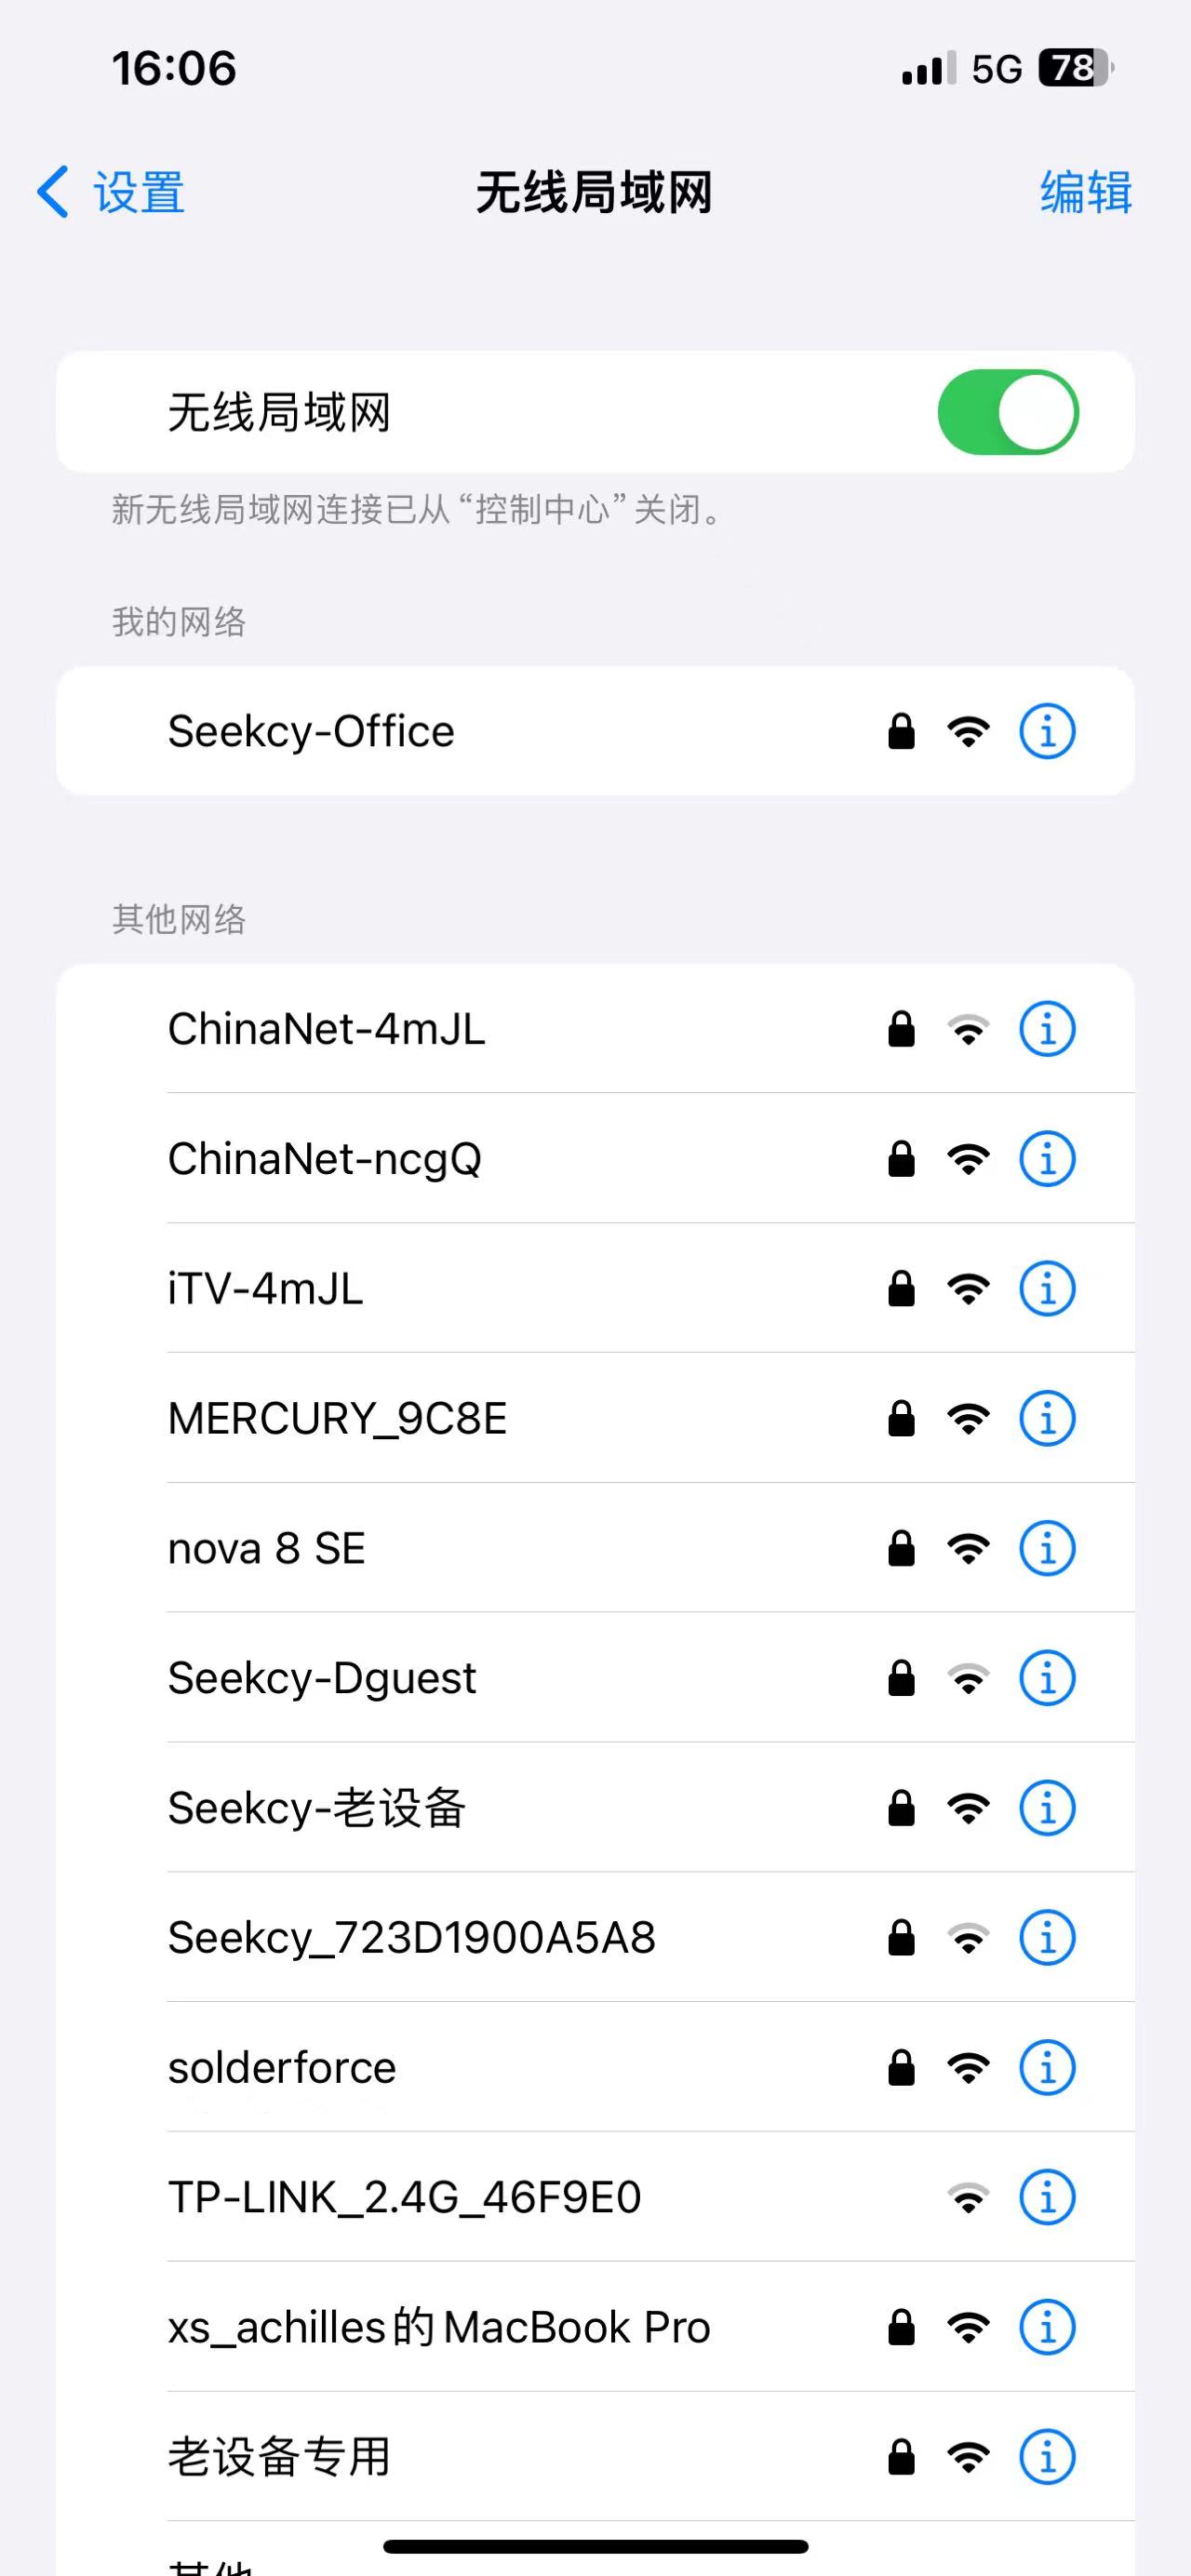 16:06
5G 78
设置
无线局域网
编辑
无线局域网
新无线局域网连接已从“控制中心”关闭。
我的网络
Seekcy-Office
其他网络
ChinaNet-4mJL
ChinaNet-ncgQ
iTV-4mJL
MERCURY_9C8E
nova 8 SE
Seekcy-Dguest
Seekcy-老设备
Seekcy_723D1900A5A8
solderforce
TP-LINK_2.4G_46F9E0
xs_achilles的MacBook Pro
老设备专用
其他